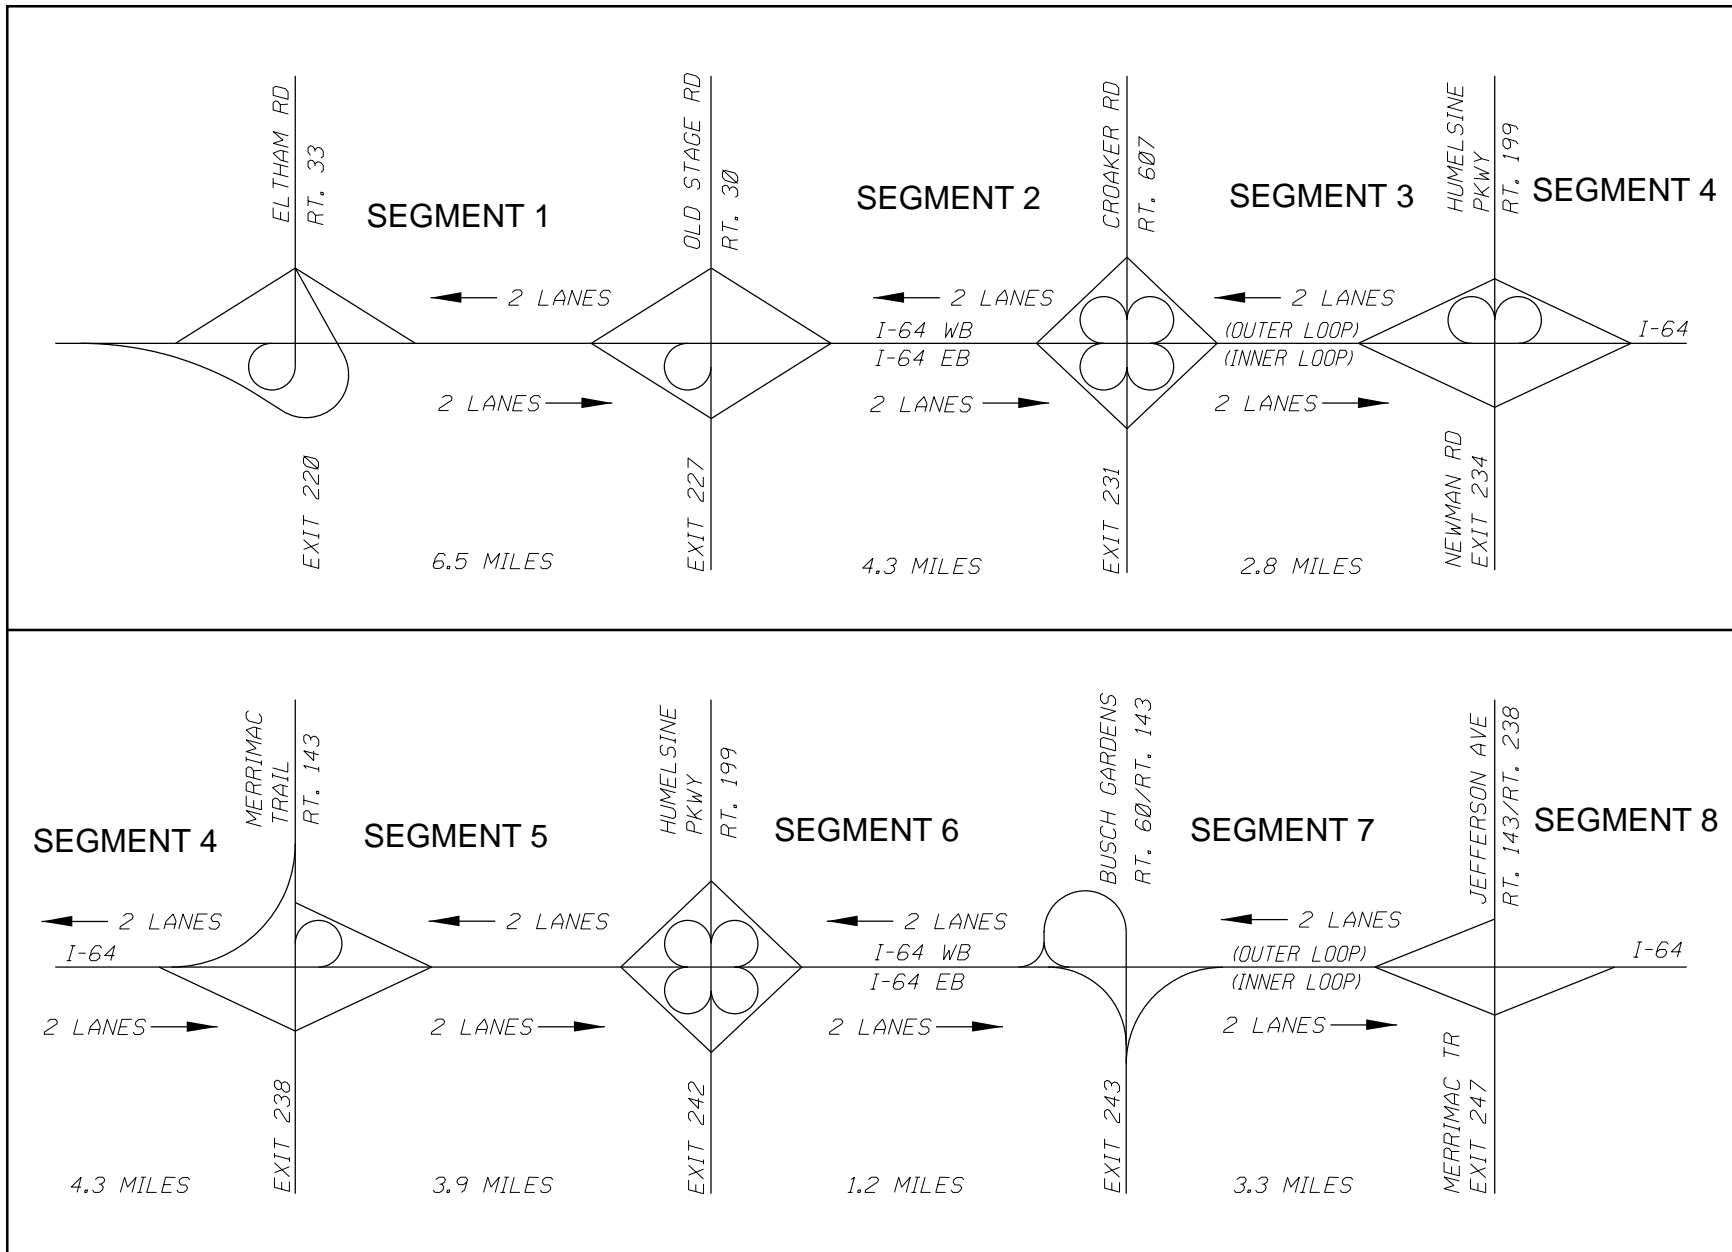 ELTHAM RD
RT. 33
SEGMENT 1
OLD STAGE RD
RT. 30
SEGMENT 2
CROAKER RD
RT. 607
SEGMENT 3
HUMELSINE
PKWY
RT. 199
SEGMENT 4
2 LANES
2 LANES
2 LANES
I-64 WB
(OUTER LOOP)
I-64
I-64 EB
(INNER LOOP)
2 LANES
2 LANES
2 LANES
EXIT 220
EXIT 227
EXIT 231
NEWMAN RD
EXIT 234
6.5 MILES
4.3 MILES
2.8 MILES
SEGMENT 4
MERRIMAC
TRAIL
RT. 143
SEGMENT 5
HUMELSINE
PKWY
RT. 199
SEGMENT 6
BUSCH GARDENS
RT. 60/RT. 143
SEGMENT 7
JEFFERSON AVE
RT. 143/RT. 238
SEGMENT 8
2 LANES
2 LANES
2 LANES
2 LANES
I-64
I-64 WB
(OUTER LOOP)
I-64
I-64 EB
(INNER LOOP)
2 LANES
2 LANES
2 LANES
2 LANES
EXIT 238
EXIT 242
EXIT 243
MERRIMAC TR
EXIT 247
4.3 MILES
3.9 MILES
1.2 MILES
3.3 MILES